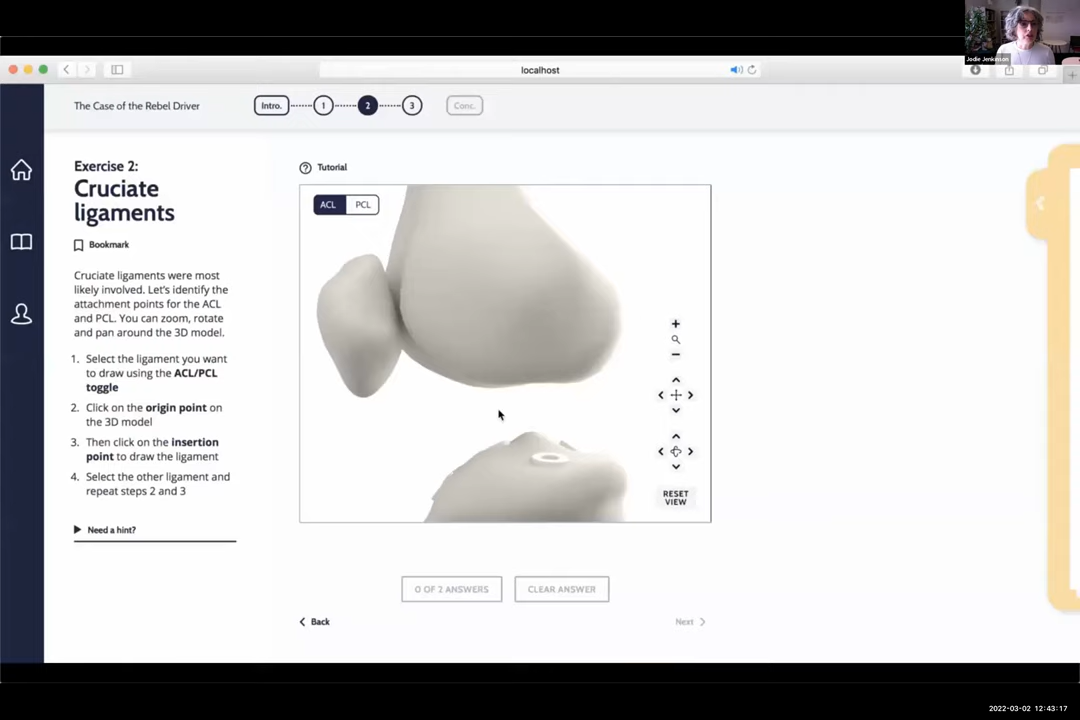 Jodie Jenkinson
localhost
The Case of the Rebel Driver
Intro.
1
2
3
Conc.
Exercise 2:
Cruciate
ligaments
Bookmark
Cruciate ligaments were most
likely involved. Let's identify the
attachment points for the ACL
and PCL. You can zoom, rotate
and pan around the 3D model.
1. Select the ligament you want
to draw using the ACL/PCL
toggle
2. Click on the origin point on
the 3D model
3. Then click on the insertion
point to draw the ligament
4. Select the other ligament and
repeat steps 2 and 3
Need a hint?
Tutorial
ACL PCL
RESET
VIEW
0 OF 2 ANSWERS
CLEAR ANSWER
Back
Next
2022-03-02 12:43:17